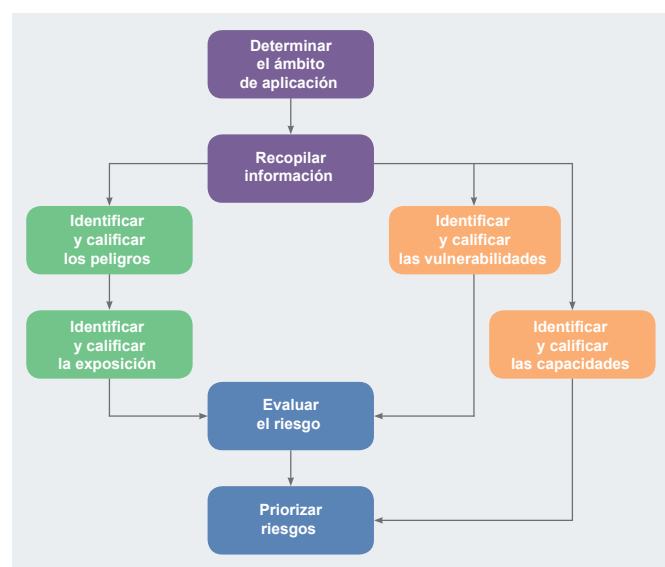 Determinar
el ámbito
de aplicación
Recopilar
información
Identificar
y calificar
los peligros
Identificar
y calificar
las vulnerabilidades
Identificar
y calificar
la exposición
Identificar
y calificar
las capacidades
Evaluar
el riesgo
Priorizar
riesgos